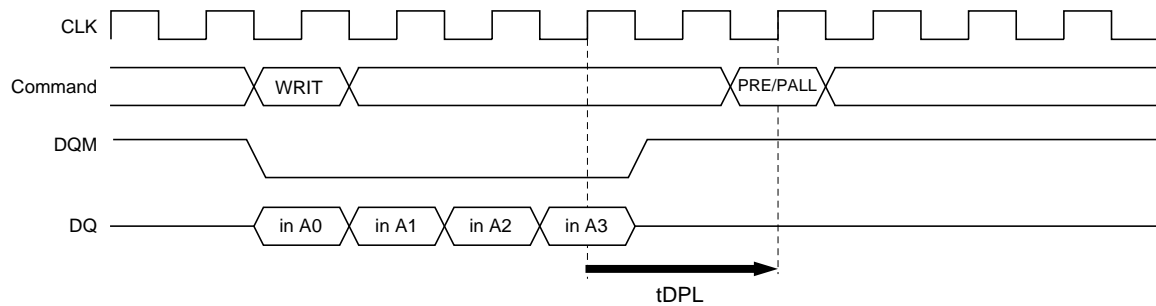 CLK
Command
WRIT
PRE/PALL
DQM
DQ
in A0
in A1
in A2
in A3
tDPL